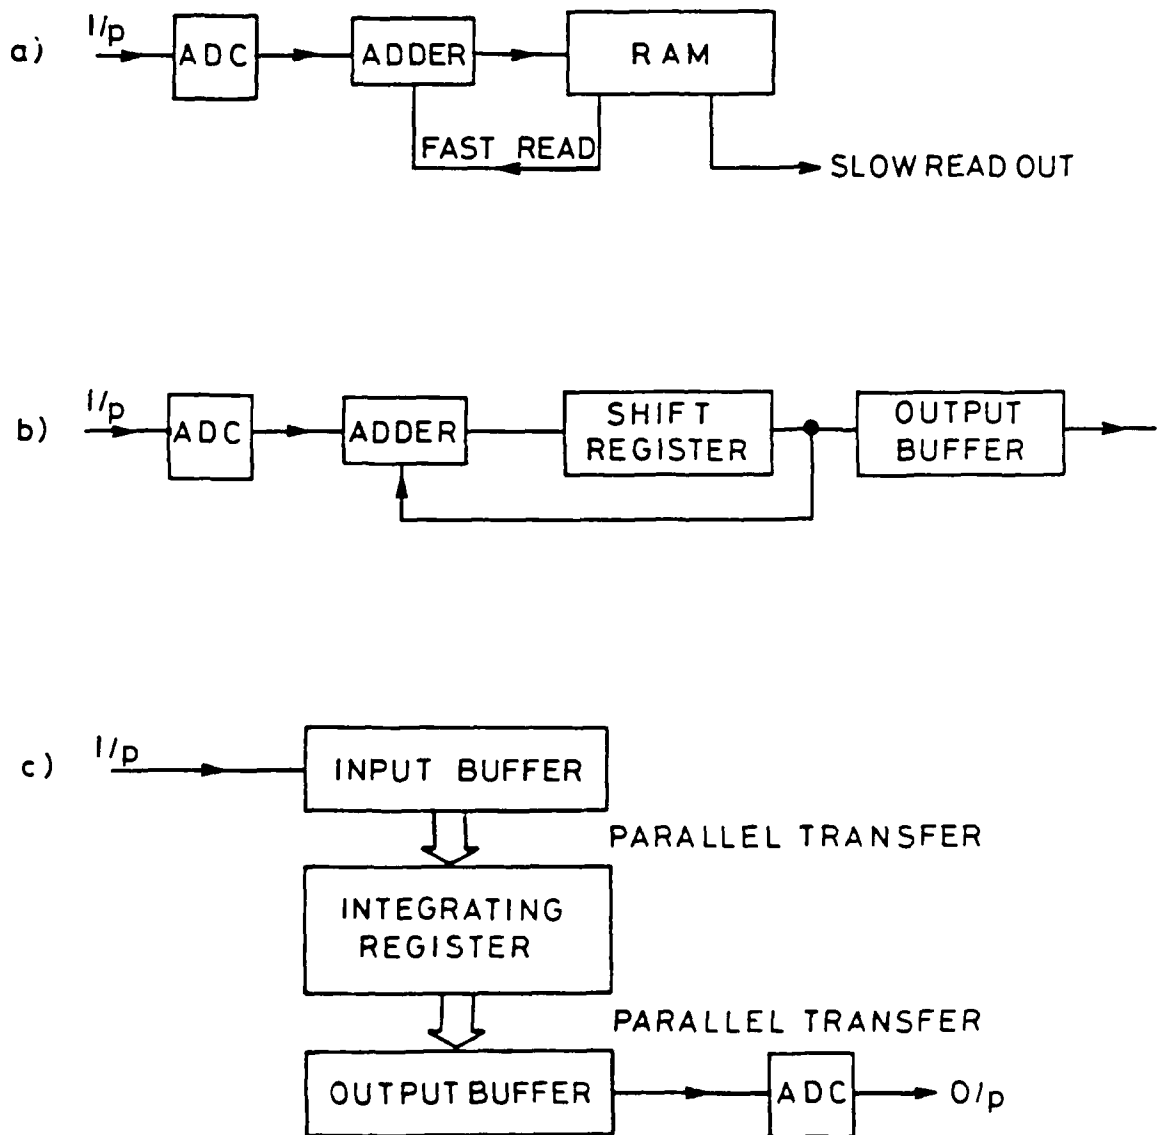 a)
I/p
ADC
ADDER
RAM
FAST READ
SLOW READ OUT
b)
I/p
ADC
ADDER
SHIFT
REGISTER
OUTPUT
BUFFER
c)
I/p
INPUT BUFFER
PARALLEL TRANSFER
INTEGRATING
REGISTER
PARALLEL TRANSFER
OUTPUT BUFFER
ADC
O/p